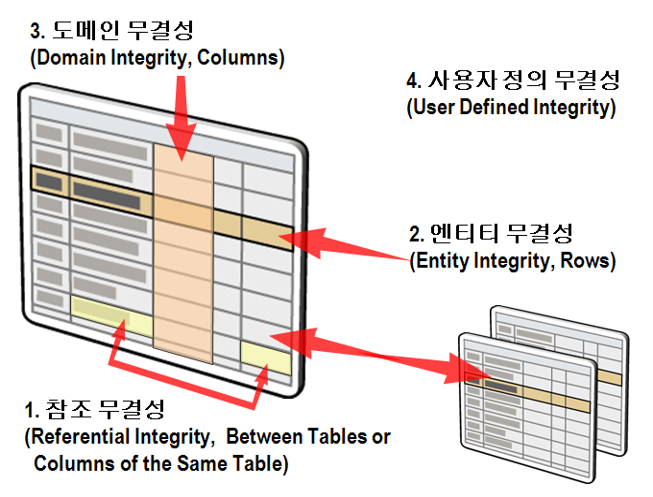 3. 도메인 무결성
(Domain Integrity, Columns)
4. 사용자 정의 무결성
(User Defined Integrity)
2. 엔티티 무결성
(Entity Integrity, Rows)
1. 참조 무결성
(Referential Integrity, Between Tables or
Columns of the Same Table)